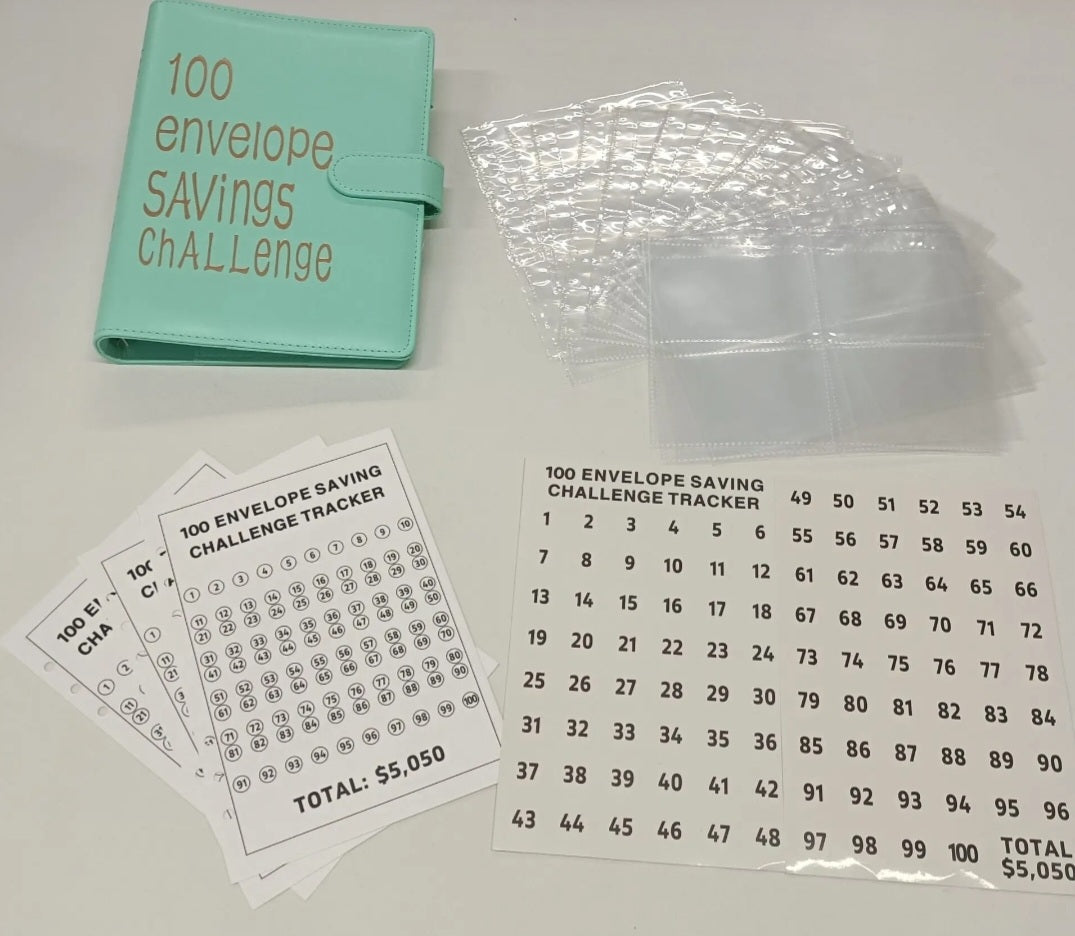 100
envelope
SAVings
ChALLenge
100 ENVELOPE SAVING
CHALLENGE TRACKER
1 2 3 4 5 6 7 8 9 10
11 12 13 14 15 16 17 18 19 20
21 22 23 24 25 26 27 28 29 30
31 32 33 34 35 36 37 38 39 40
41 42 43 44 45 46 47 48 49 50
51 52 53 54 55 56 57 58 59 60
61 62 63 64 65 66 67 68 69 70
71 72 73 74 75 76 77 78 79 80
81 82 83 84 85 86 87 88 89 90
91 92 93 94 95 96 97 98 99 100
TOTAL: $5,050
100
1
11
21
100
CHA
1 2
11
21
100 ENVELOPE SAVING
CHALLENGE TRACKER
1 2 3 4 5 6
7 8 9 10 11 12
13 14 15 16 17 18
19 20 21 22 23 24
25 26 27 28 29 30
31 32 33 34 35 36
37 38 39 40 41 42
43 44 45 46 47 48
49 50 51 52 53 54
55 56 57 58 59 60
61 62 63 64 65 66
67 68 69 70 71 72
73 74 75 76 77 78
79 80 81 82 83 84
85 86 87 88 89 90
91 92 93 94 95 96
97 98 99 100 TOTAL
$5,050